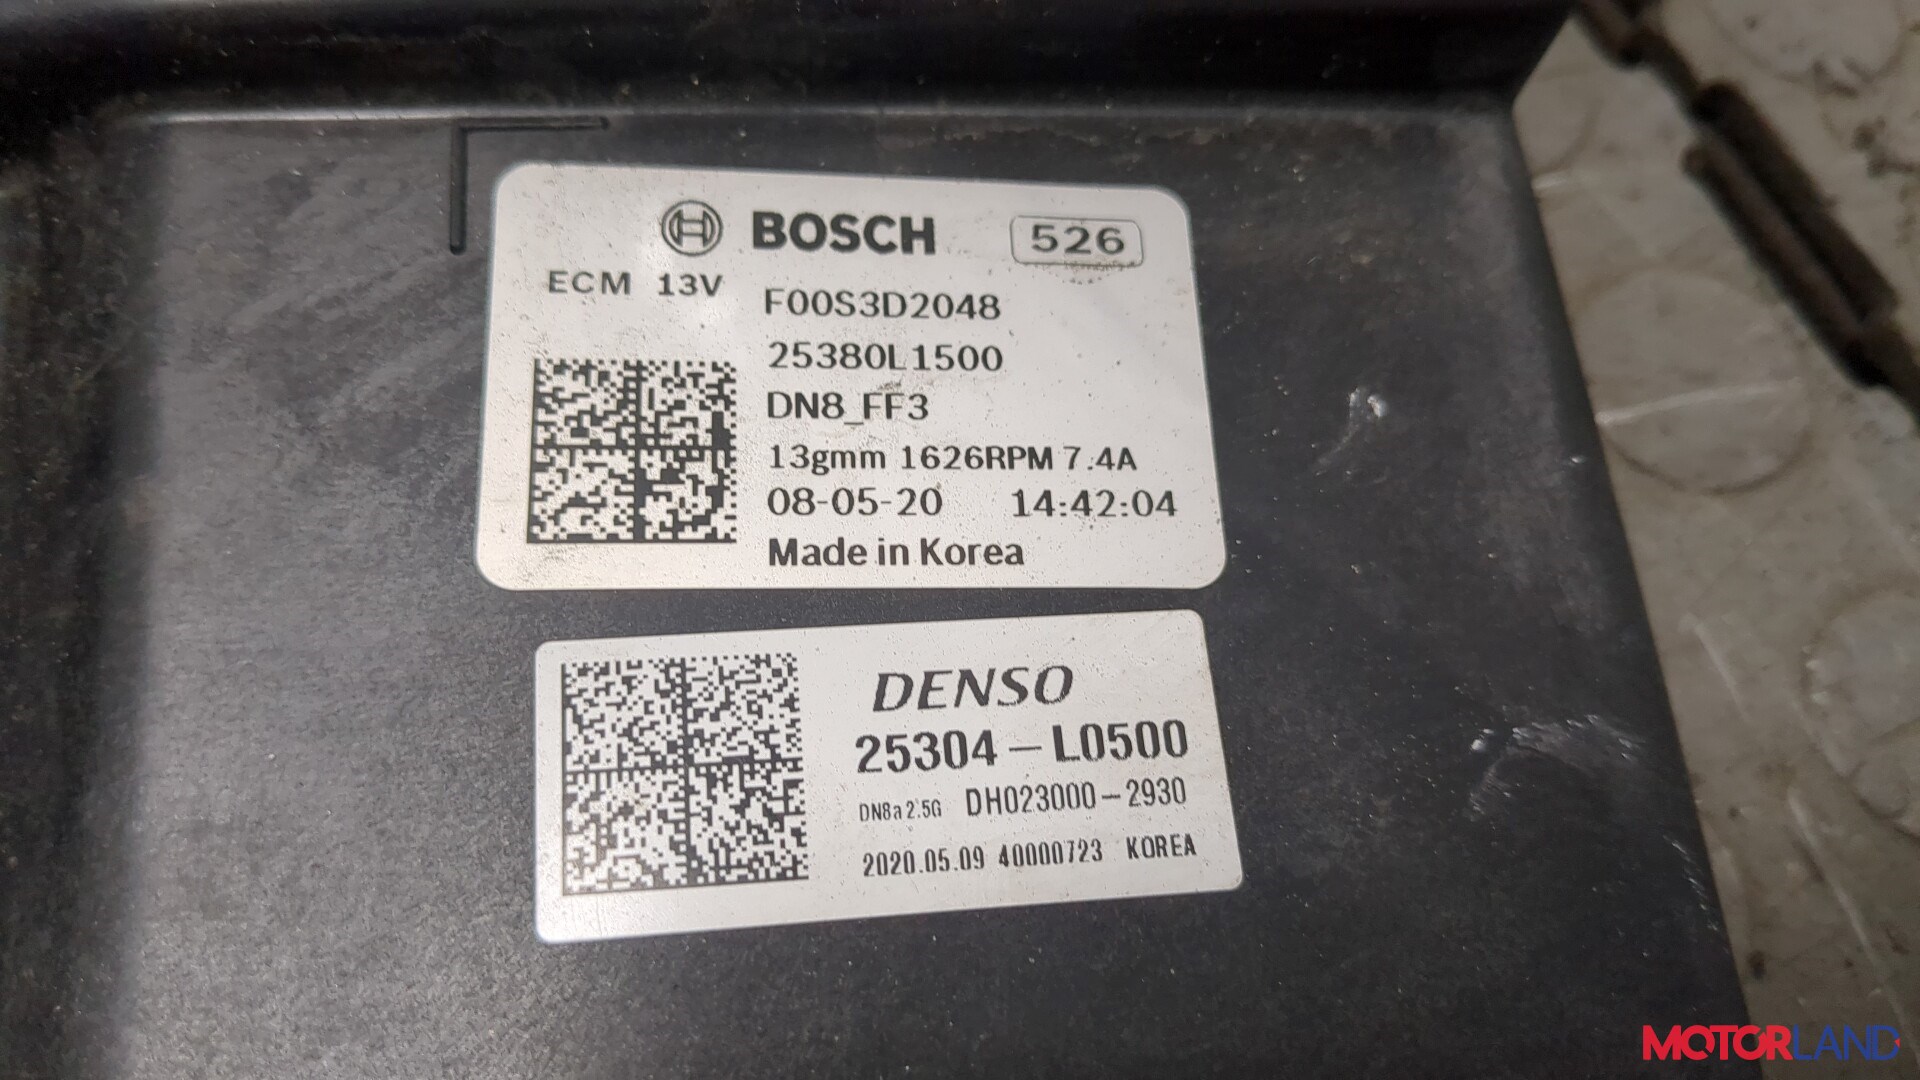 BOSCH 526
ECM 13V
F00S3D2048
25380L1500
DN8_FF3
13gmm 1626RPM 7.4A
08-05-20 14:42:04
Made in Korea
DENSO
25304-L0500
DN8a 2.5G DH023000-2930
2020.05.09 40000723 KOREA
MOTORLAND